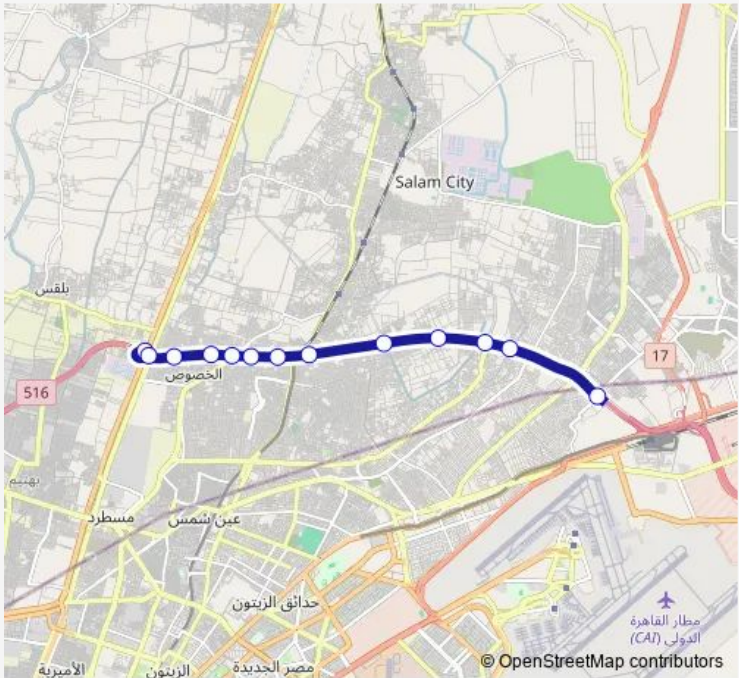 Salam City
بلقس
17
الخصوص
516
بهتيم
مسطرد
عين شمس
حدائق الزيتون
مطار القاهرة
الدولي (CAI)
© OpenStreetMap contributors
الأميرية
الزيتون
مصر الجديدة